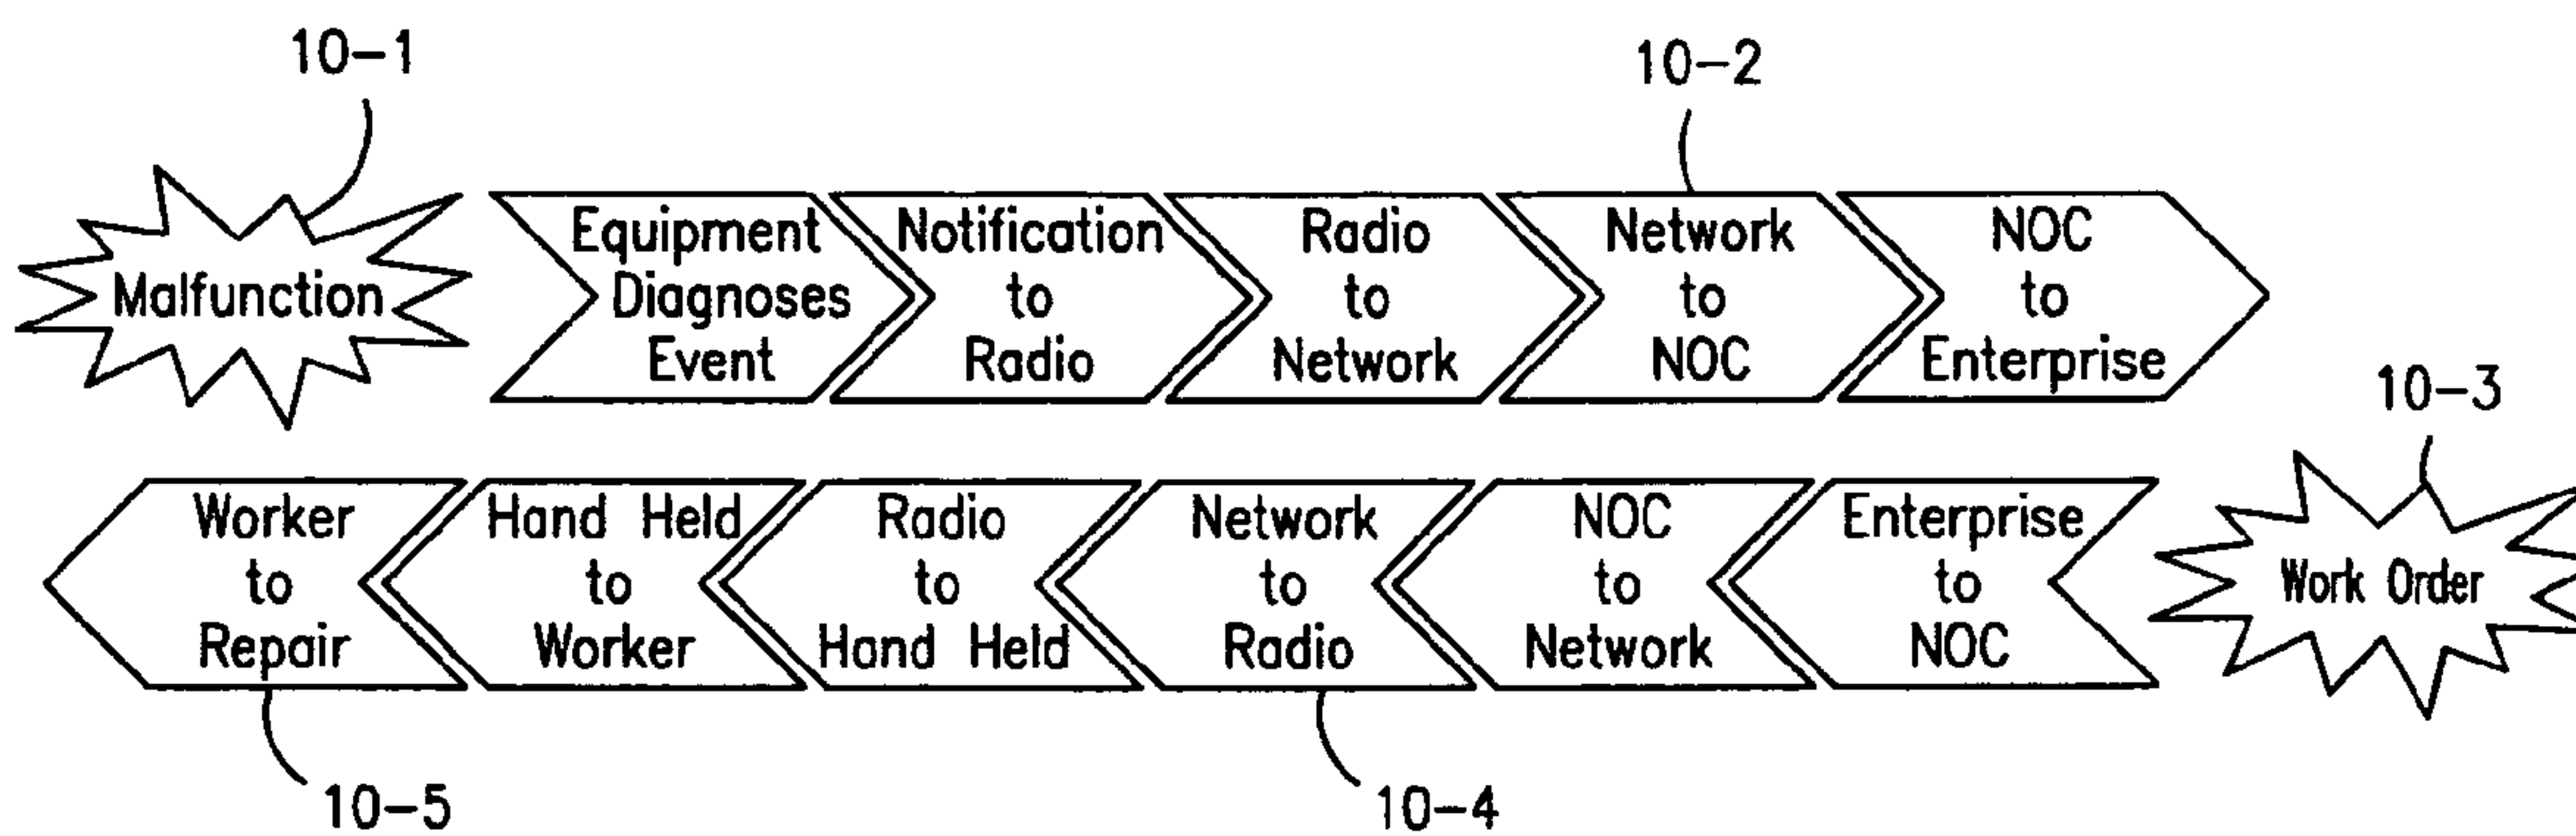 10-1
10-2
Malfunction
Equipment
Diagnoses
Event
Notification
to
Radio
Radio
to
Network
Network
to
NOC
NOC
to
Enterprise
10-3
Worker
to
Repair
Hand Held
to
Worker
Radio
to
Hand Held
Network
to
Radio
NOC
to
Network
Enterprise
to
NOC
Work Order
10-5
10-4